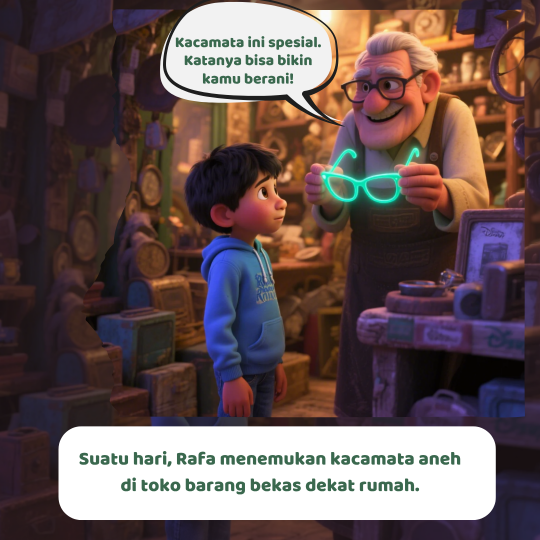 Kacamata ini spesial.
Katanya bisa bikin
kamu berani!
Suatu hari, Rafa menemukan kacamata aneh
di toko barang bekas dekat rumah.